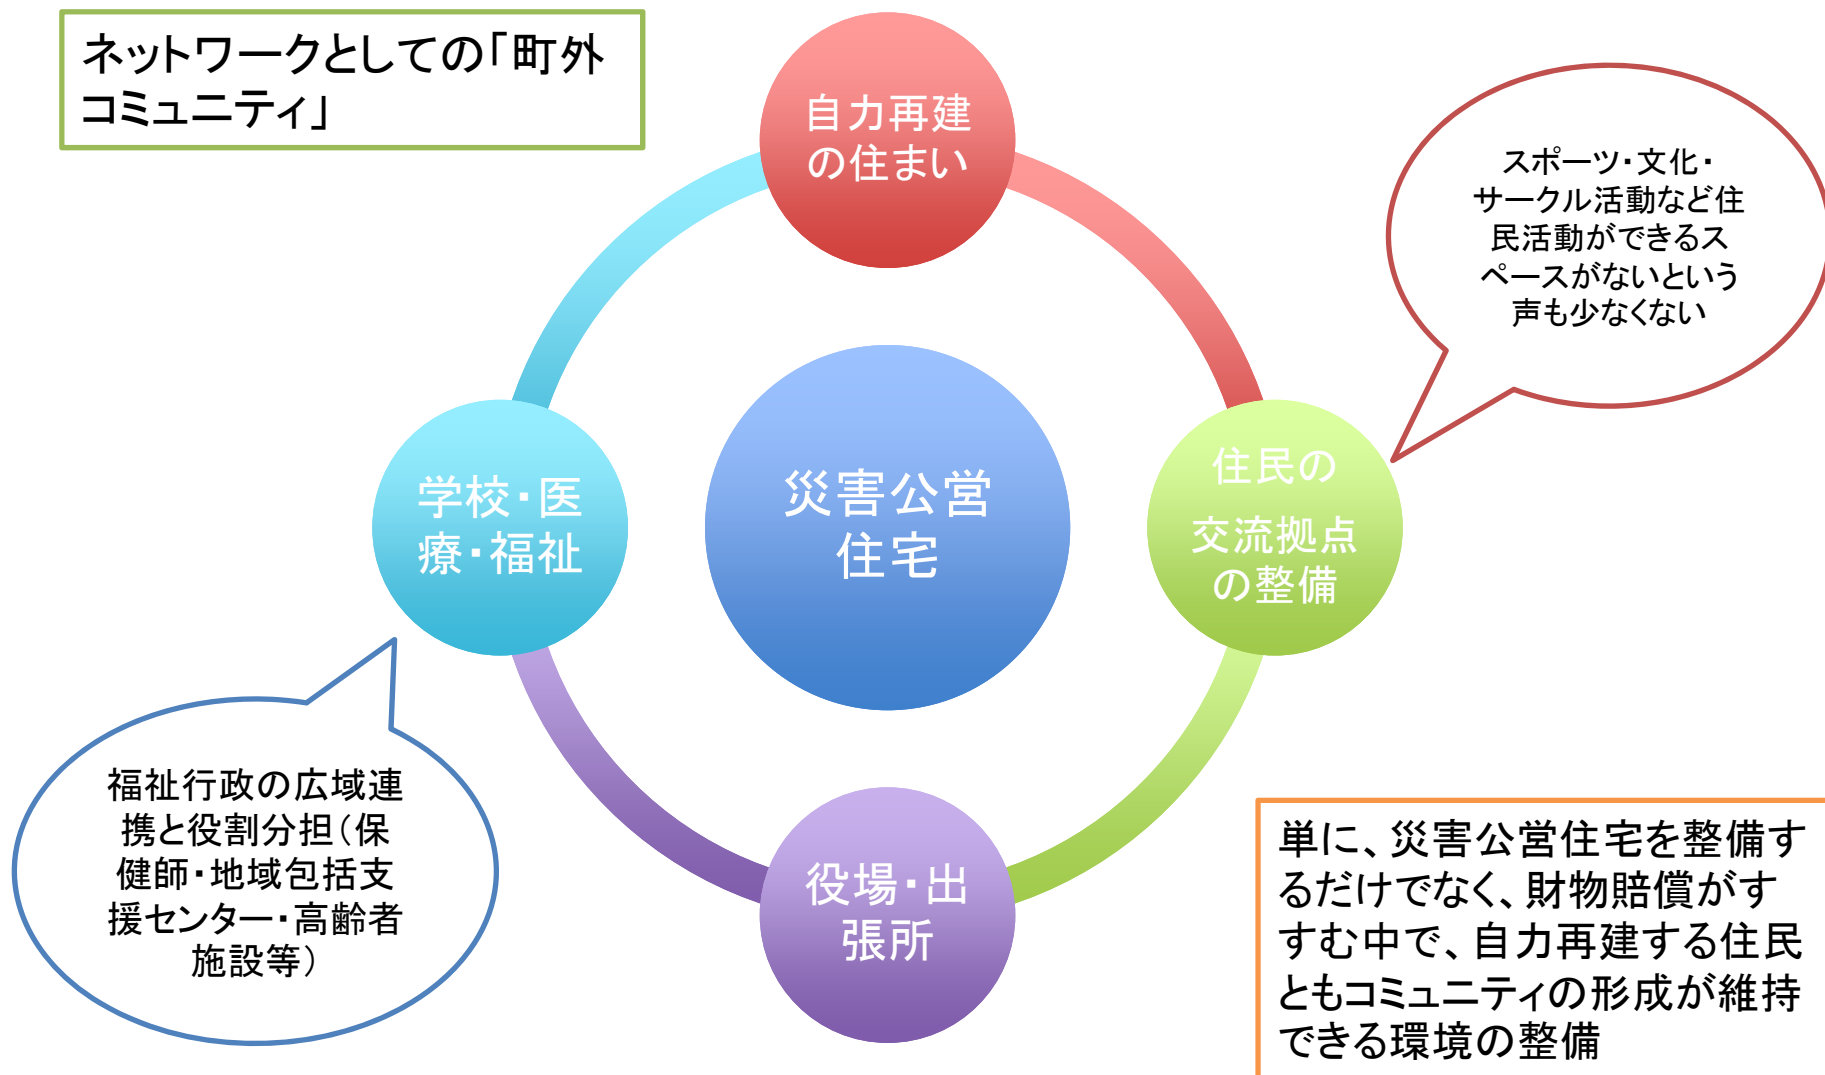 ネットワークとしての「町外
コミュニティ」
自力再建
の住まい
スポーツ・文化・
サークル活動など住
民活動ができるス
ペースがないという
声も少なくない
学校・医
療・福祉
災害公営
住宅
住民の
交流拠点
の整備
福祉行政の広域連
携と役割分担(保
健師・地域包括支
援センター・高齢者
施設等)
役場・出
張所
単に、災害公営住宅を整備す
るだけでなく、財物賠償がす
すむ中で、自力再建する住民
ともコミュニティの形成が維持
できる環境の整備